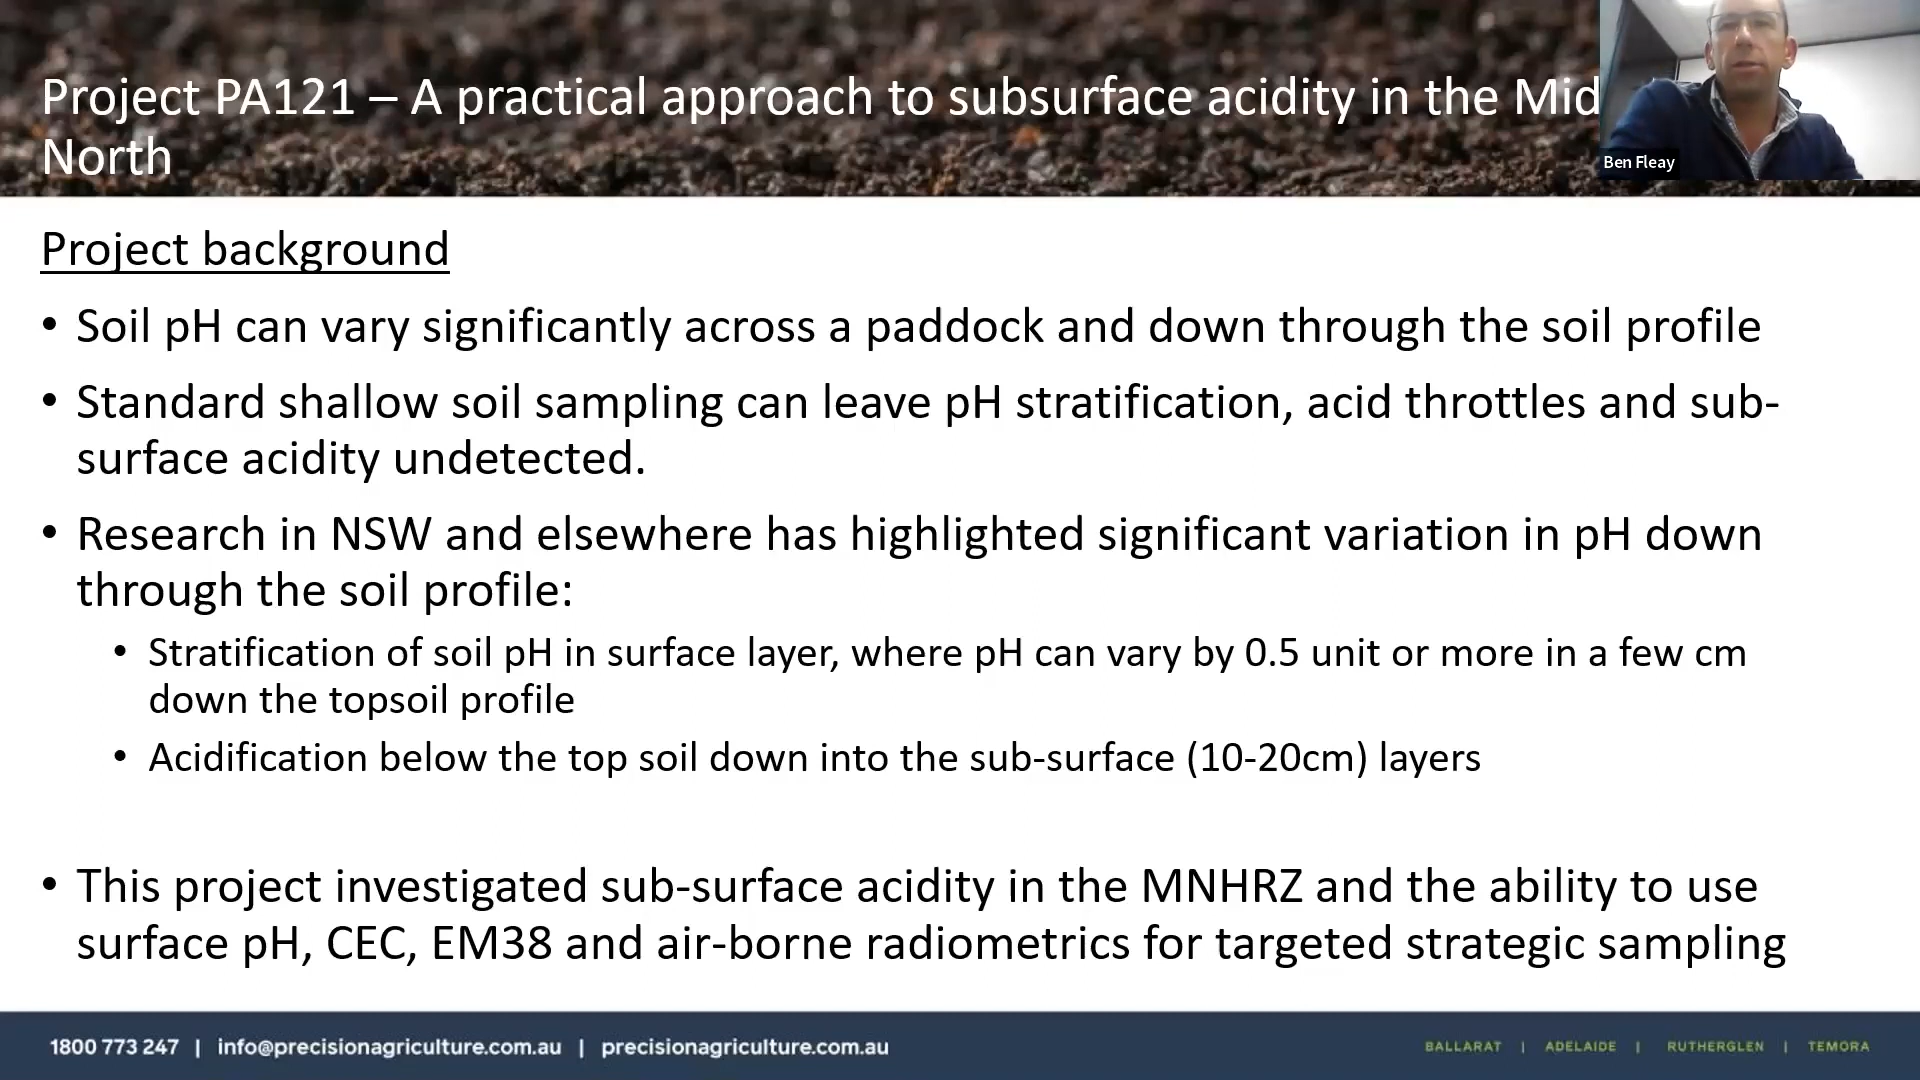 Project PA121 – A practical approach to subsurface acidity in the Mid
North
Ben Fleay
Project background
• Soil pH can vary significantly across a paddock and down through the soil profile
• Standard shallow soil sampling can leave pH stratification, acid throttles and sub-
surface acidity undetected.
• Research in NSW and elsewhere has highlighted significant variation in pH down
through the soil profile:
• Stratification of soil pH in surface layer, where pH can vary by 0.5 unit or more in a few cm
down the topsoil profile
• Acidification below the top soil down into the sub-surface (10-20cm) layers
• This project investigated sub-surface acidity in the MNHRZ and the ability to use
surface pH, CEC, EM38 and air-borne radiometrics for targeted strategic sampling
1800 773 247 | info@precisionagriculture.com.au | precisionagriculture.com.au
BALLARAT | ADELAIDE | RUTHERGLEN | TEMORA